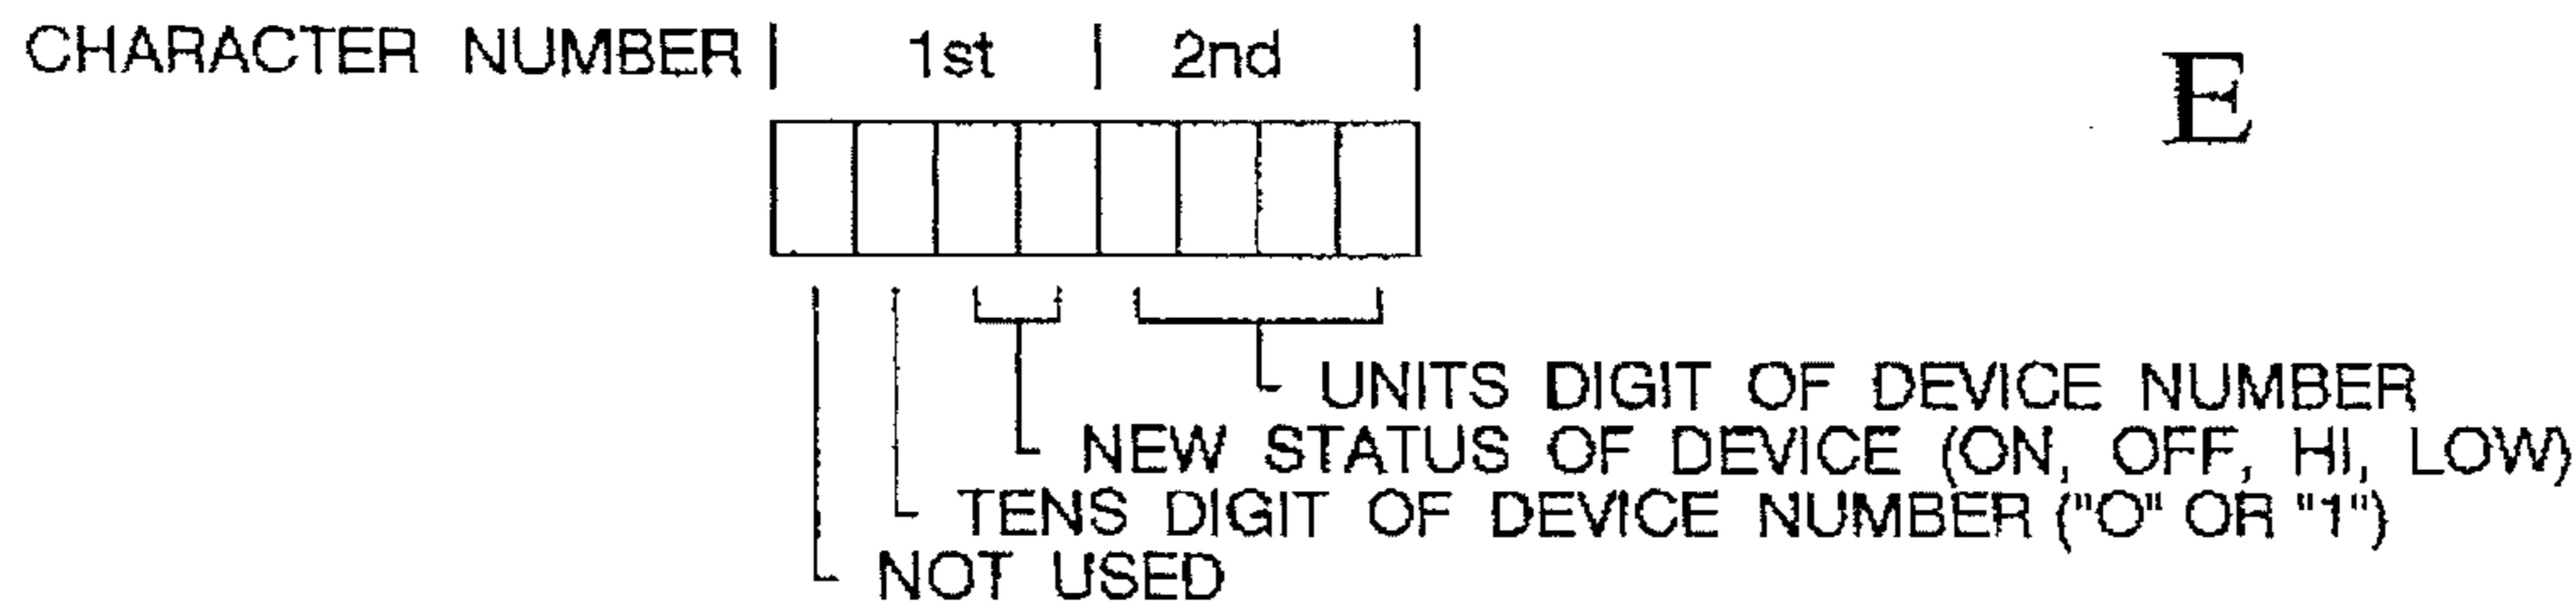 CHARACTER NUMBER | 1st | 2nd |
E
UNITS DIGIT OF DEVICE NUMBER
NEW STATUS OF DEVICE (ON, OFF, HI, LOW)
TENS DIGIT OF DEVICE NUMBER ("O" OR "1")
NOT USED